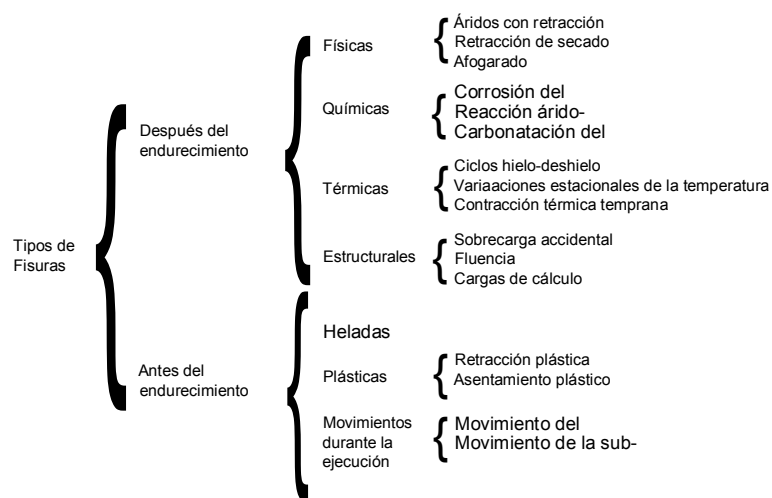 Tipos de
Fisuras
Después del
endurecimiento
Físicas
Áridos con retracción
Retracción de secado
Afogarado
Químicas
Corrosión del
Reacción árido-
Carbonatación del
Térmicas
Ciclos hielo-deshielo
Variaaciones estacionales de la temperatura
Contracción térmica temprana
Estructurales
Sobrecarga accidental
Fluencia
Cargas de cálculo
Antes del
endurecimiento
Heladas
Plásticas
Retracción plástica
Asentamiento plástico
Movimientos
durante la
ejecución
Movimiento del
Movimiento de la sub-